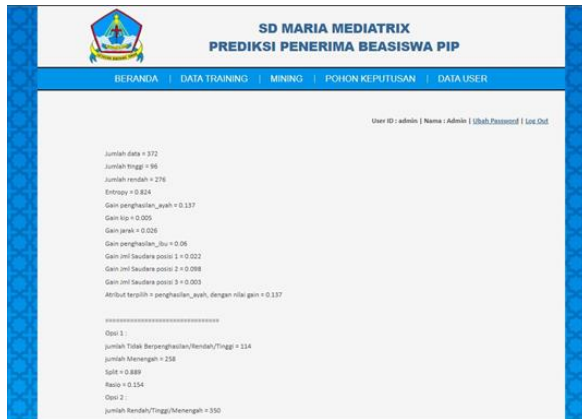 SD MARIA MEDIATRIX
PREDIKSI PENERIMA BEASISWA PIP
BERANDA | DATA TRAINING | MINING | POHON KEPUTUSAN | DATA USER
User ID : admin | Nama : Admin | Ubah Password | Log Out
Jumlah data = 372
Jumlah tinggi = 96
Jumlah rendah = 276
Entropy = 0.824
Gain penghasilan_ayah = 0.137
Gain kip = 0.005
Gain jarak = 0.026
Gain penghasilan_ibu = 0.06
Gain Jml Saudara posisi 1 = 0.022
Gain Jml Saudara posisi 2 = 0.098
Gain Jml Saudara posisi 3 = 0.003
Atribut terpilih = penghasilan_ayah, dengan nilai gain = 0.137
================================
Opsi 1 :
jumlah Tidak Berpenghasilan/Rendah/Tinggi = 114
jumlah Menengah = 258
Split = 0.889
Rasio = 0.154
Opsi 2 :
jumlah Rendah/Tinggi/Menengah = 350